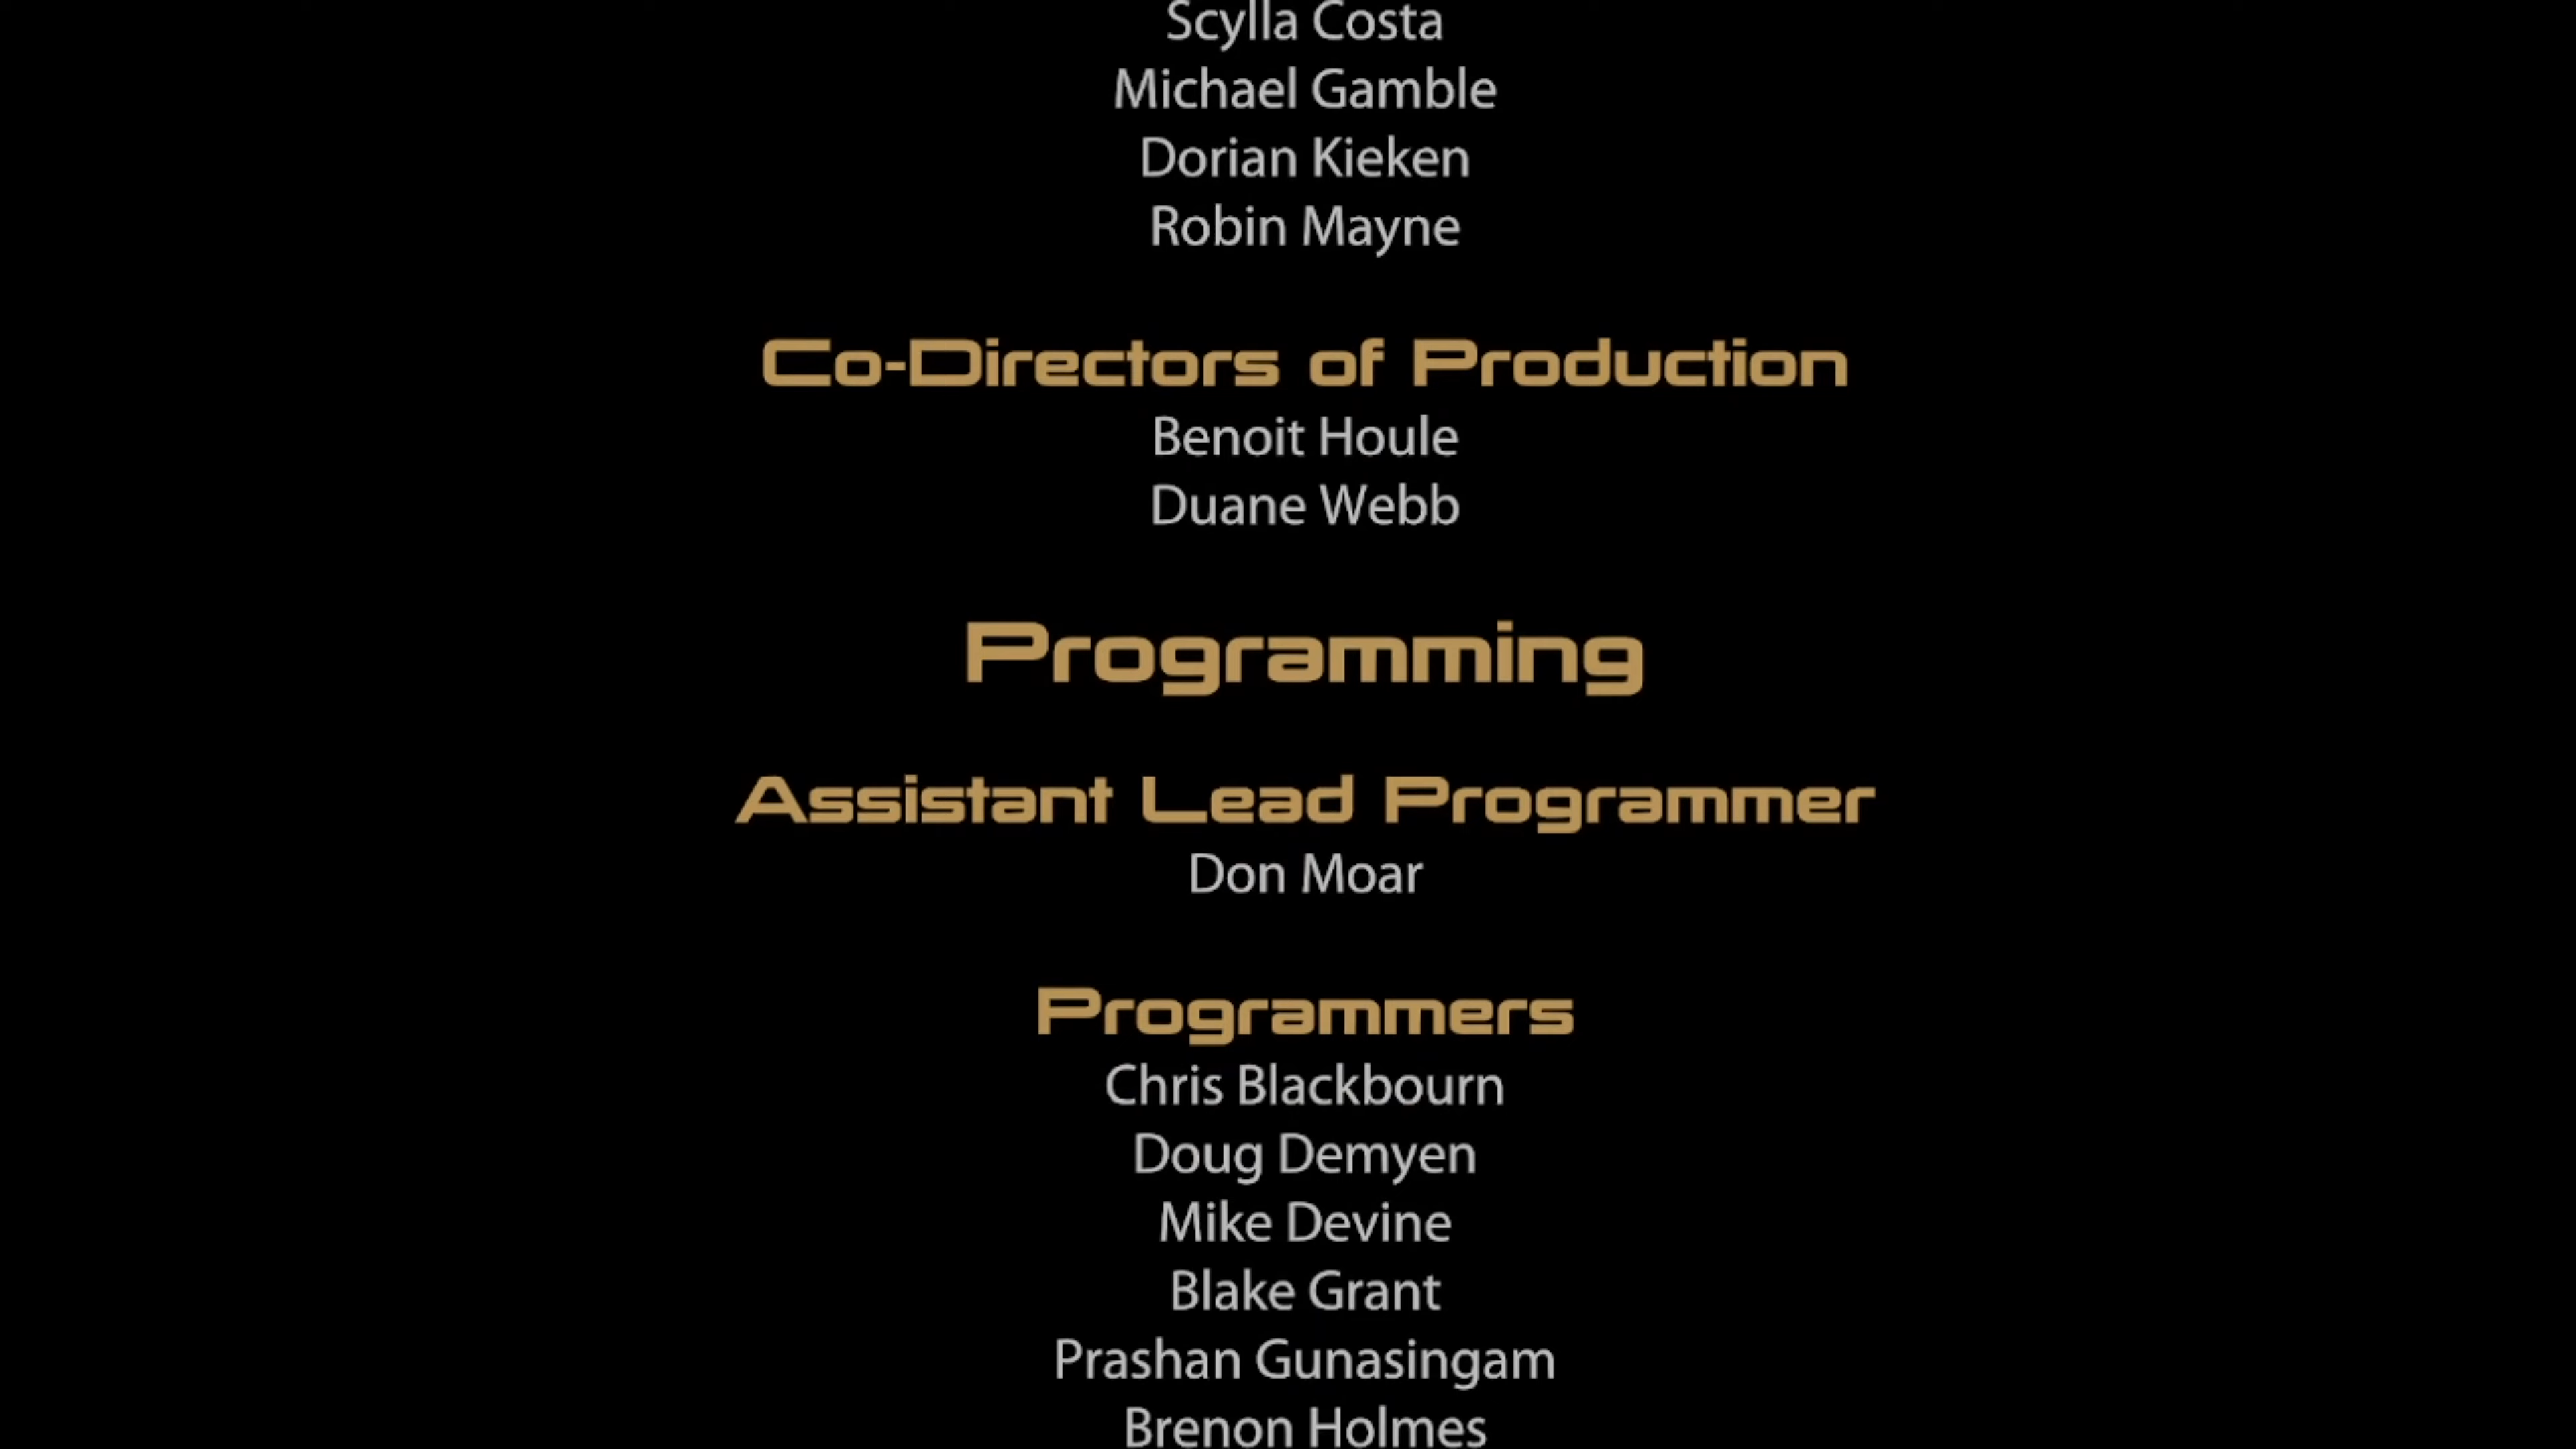 Scylla Costa
Michael Gamble
Dorian Kieken
Robin Mayne
Co-Directors of Production
Benoit Houle
Duane Webb
Programming
Assistant Lead Programmer
Don Moar
Programmers
Chris Blackbourn
Doug Demyen
Mike Devine
Blake Grant
Prashan Gunasingam
Brenon Holmes